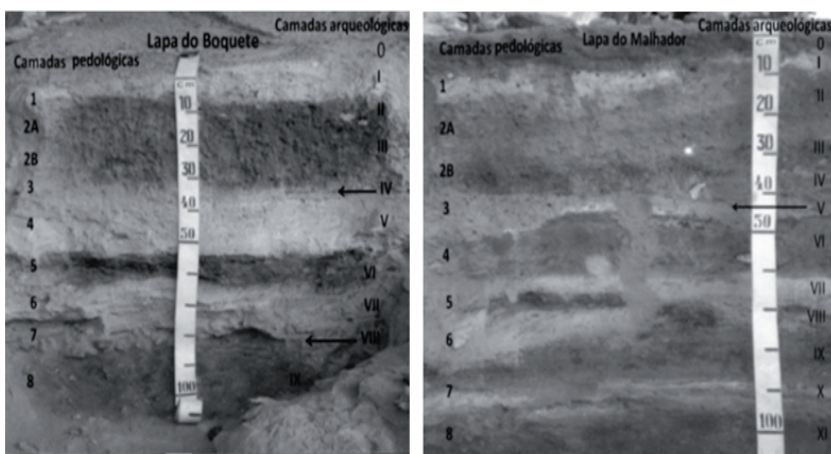 Camadas arqueológicas
Lapa do Boquete
Camadas pedológicas
0
I
II
III
IV
V
VI
VII
VIII
IX
1
2A
2B
3
4
5
6
7
8
cm
10
20
30
40
50
100
Camadas arqueológicas
Lapa do Malhador
Camadas pedológicas
0
I
II
III
IV
V
VI
VII
VIII
IX
X
XI
1
2A
2B
3
4
5
6
7
8
cm
10
20
30
40
50
100